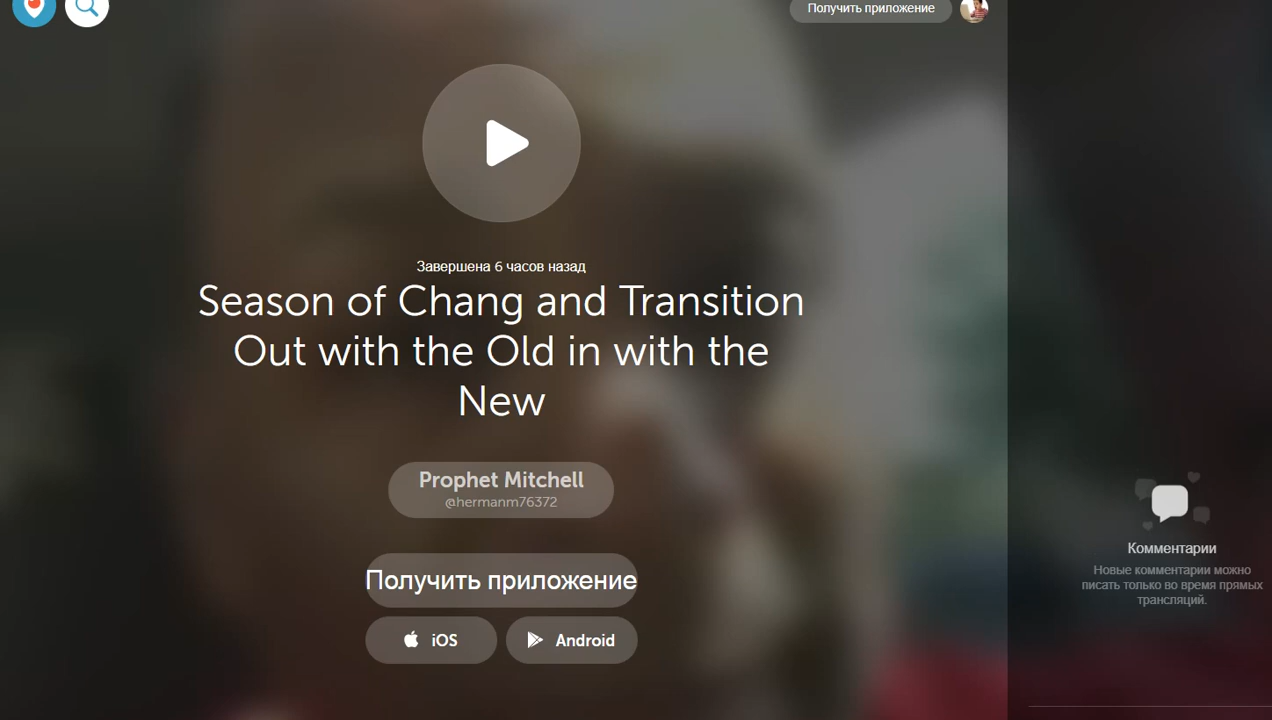 Получить приложение
Завершена 6 часов назад
Season of Chang and Transition
Out with the Old in with the
New
Prophet Mitchell
@hermanm76372
Получить приложение
iOS
Android
Комментарии
Новые комментарии можно
писать только во время прямых
трансляций.